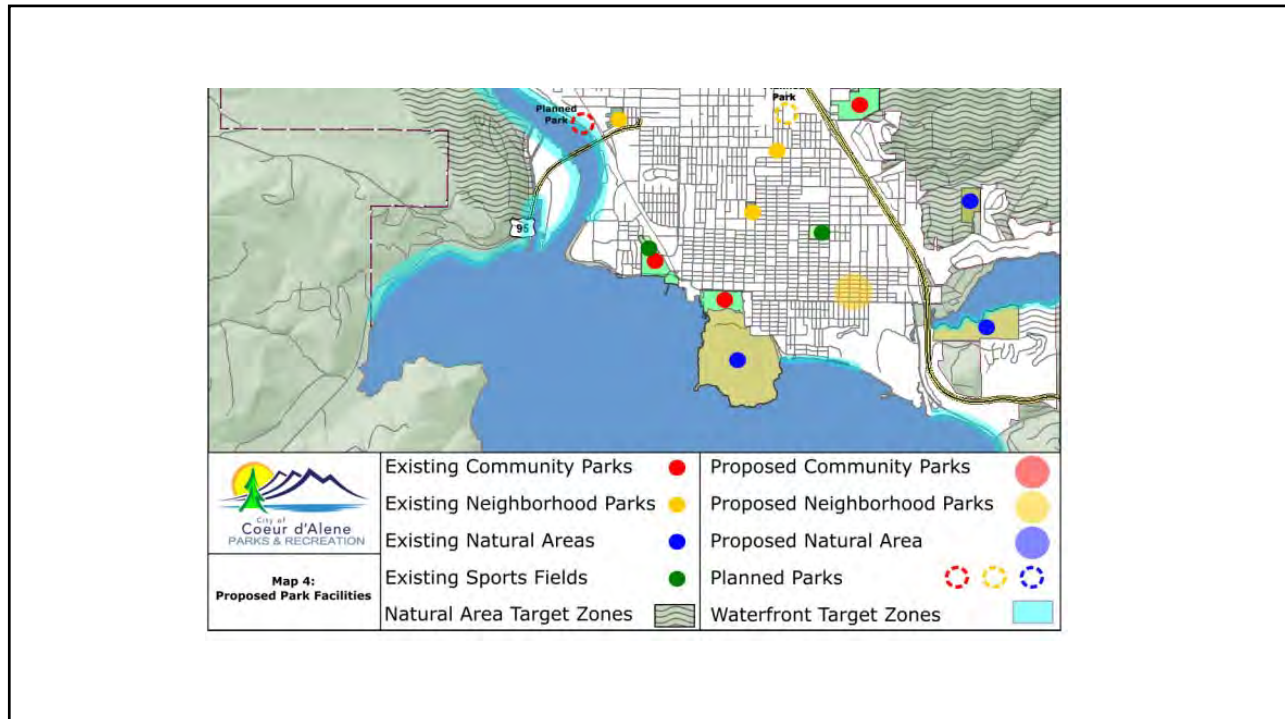 Park
Planned
Park
95
City of
Coeur d'Alene
PARKS & RECREATION
Map 4:
Proposed Park Facilities
Existing Community Parks
Existing Neighborhood Parks
Existing Natural Areas
Existing Sports Fields
Natural Area Target Zones
Proposed Community Parks
Proposed Neighborhood Parks
Proposed Natural Area
Planned Parks
Waterfront Target Zones